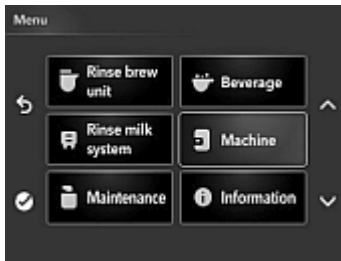 Menu
Rinse brew
unit
Beverage
Rinse milk
system
Machine
Maintenance
Information